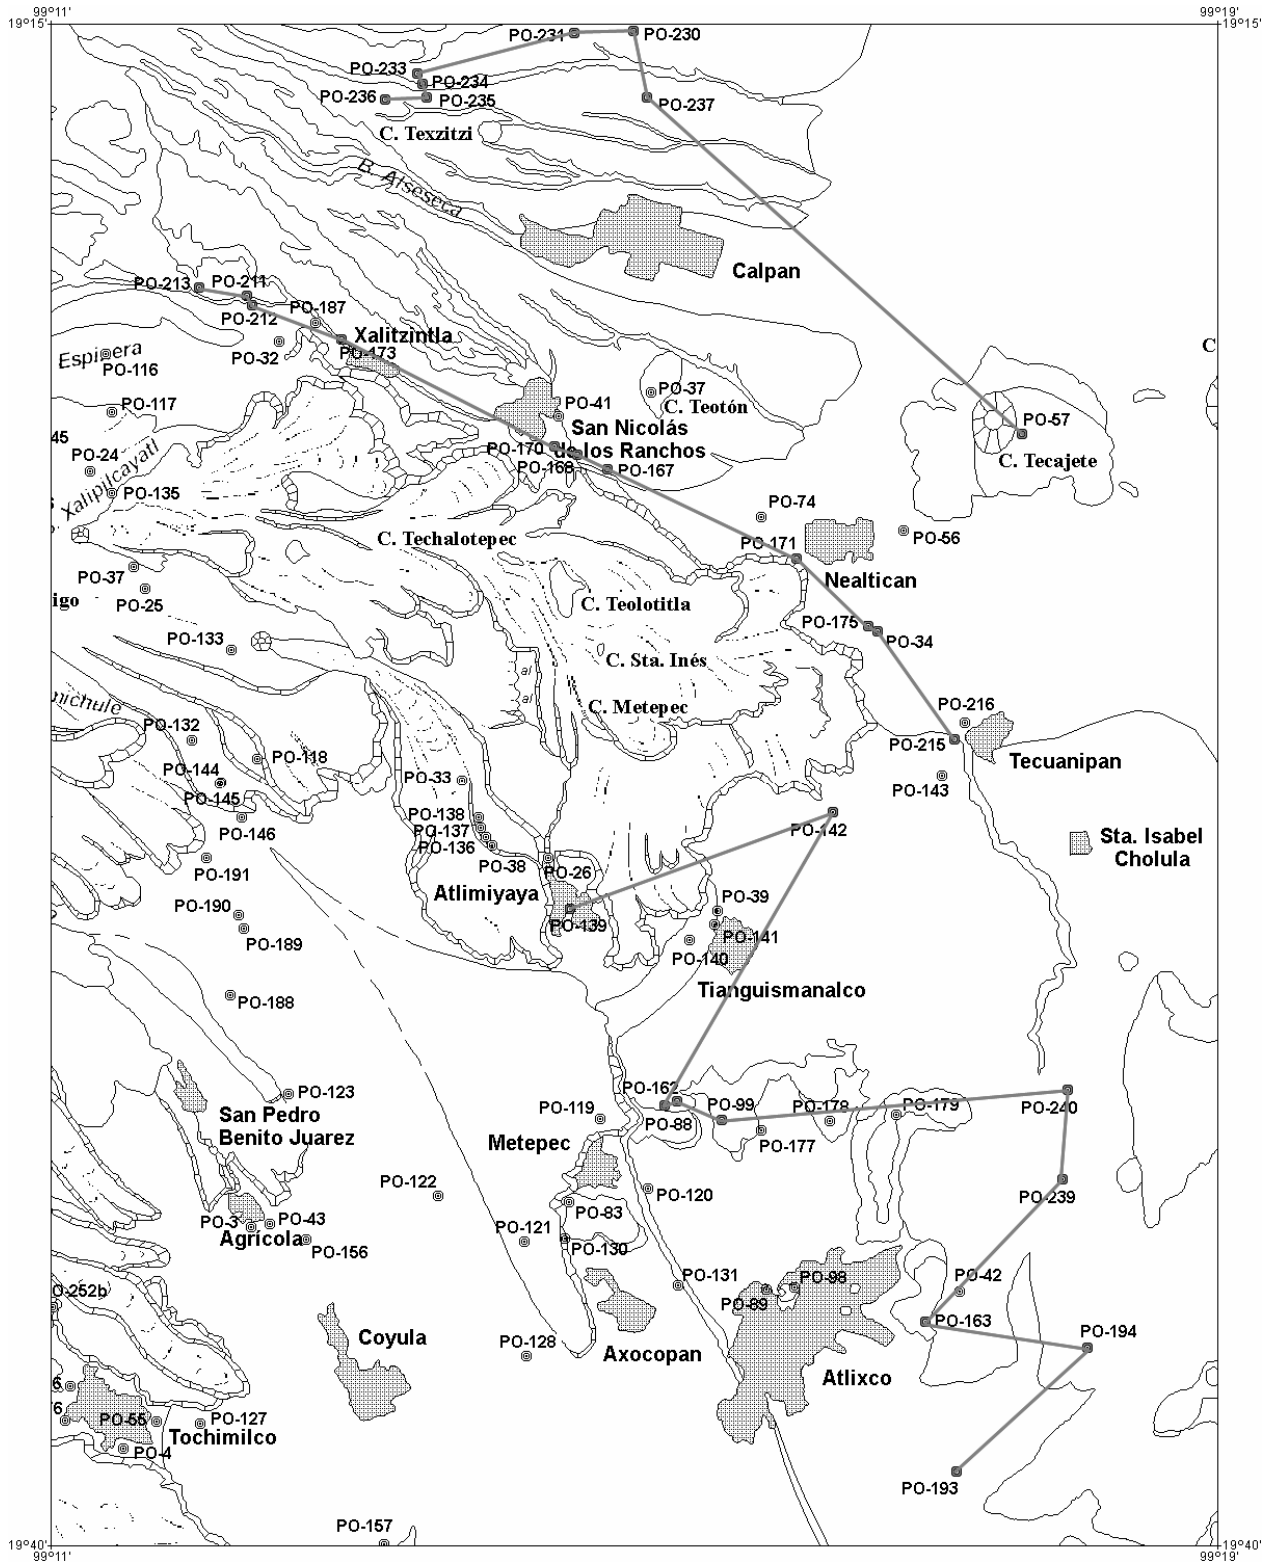 99°11'
99°19'
19°15'
19°15'
PO-231
PO-230
PO-233
PO-234
PO-236
PO-235
PO-237
C. Texzitzi
B. Atseseca
Calpan
PO-213
PO-211
PO-212
PO-187
Xalitzintla
PO-32
PO-173
Espinera
PO-116
C
PO-37
C. Teotón
PO-117
PO-41
PO-57
San Nicolás
de los Ranchos
45
PO-170
PO-168
PO-167
C. Tecajete
PO-24
Xalipilcayatl
PO-135
PO-74
C. Techalotepec
PO-171
PO-56
PO-37
Nealtican
igo
PO-25
C. Teolotitla
PO-175
PO-133
PO-34
C. Sta. Inés
al
al
nichule
C. Metepec
PO-216
PO-132
PO-215
PO-118
Tecuanipan
PO-144
PO-33
PO-143
PO-145
PO-138
PO-142
PO-146
PO-137
PO-136
Sta. Isabel
Cholula
PO-191
PO-38
PO-26
Atlimiyaya
PO-190
PO-39
PO-139
PO-189
PO-141
PO-140
PO-188
Tianguismanalco
PO-123
PO-162
PO-99
PO-178
PO-179
PO-240
San Pedro
Benito Juarez
PO-119
PO-88
Metepec
PO-177
PO-122
PO-120
PO-239
PO-83
PO-3
PO-43
PO-121
Agrícola
PO-156
PO-130
PO-131
PO-98
PO-42
O-252b
PO-89
PO-163
Coyula
PO-128
Axocopan
PO-194
Atlixco
6
6
PO-55
PO-127
Tochimilco
PO-4
PO-193
PO-157
19°40'
19°40'
99°11'
99°19'